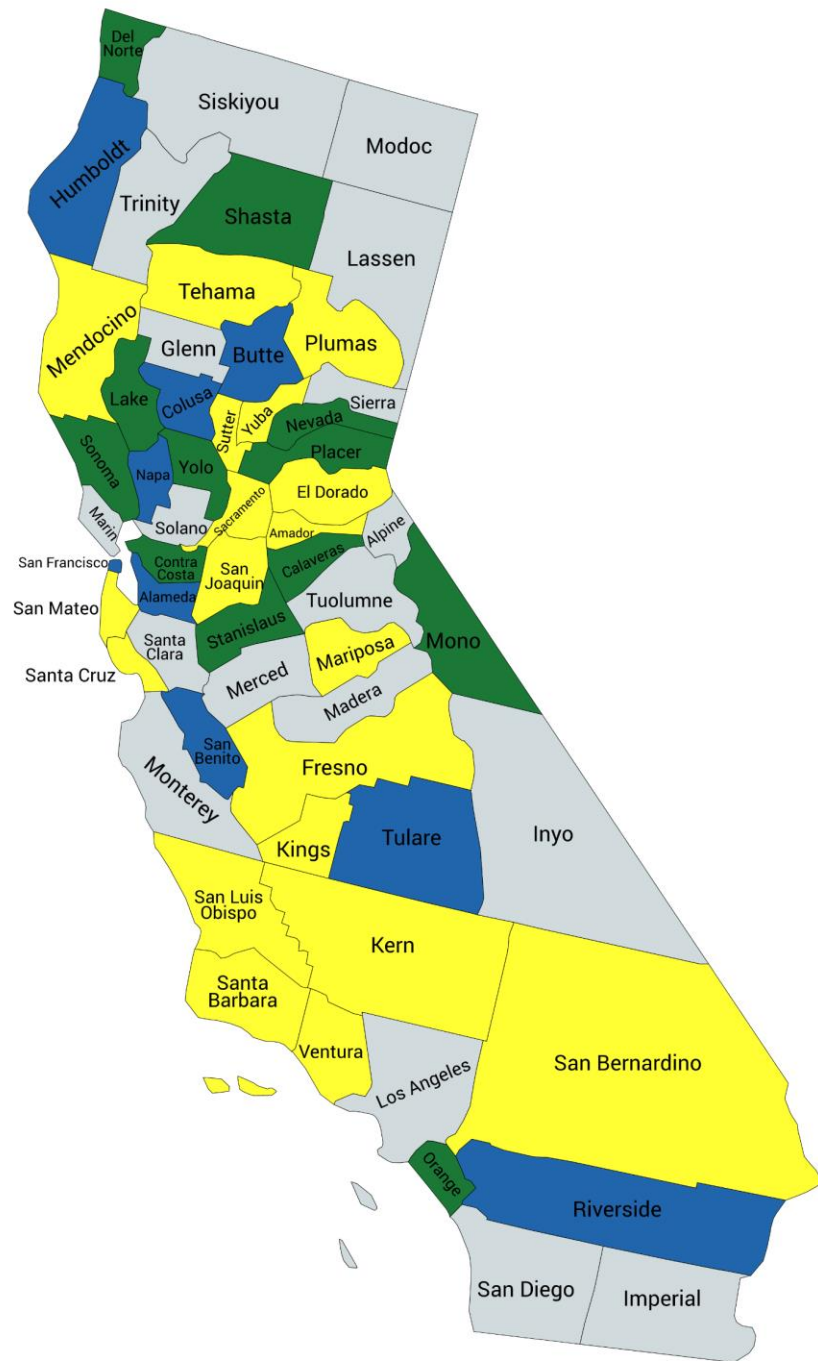 Del
Norte
Siskiyou
Modoc
Humboldt
Trinity
Shasta
Lassen
Tehama
Mendocino
Glenn
Butte
Plumas
Lake
Colusa
Sutter
Yuba
Sierra
Nevada
Placer
Sonoma
Napa
Yolo
El Dorado
Sacramento
Marin
Solano
Amador
Alpine
San Francisco
Contra
Costa
San
Joaquin
Calaveras
Alameda
Tuolumne
San Mateo
Santa
Clara
Stanislaus
Mariposa
Mono
Santa Cruz
Merced
Madera
San
Benito
Monterey
Fresno
Kings
Tulare
Inyo
San Luis
Obispo
Kern
Santa
Barbara
Ventura
Los Angeles
San Bernardino
Orange
Riverside
San Diego
Imperial